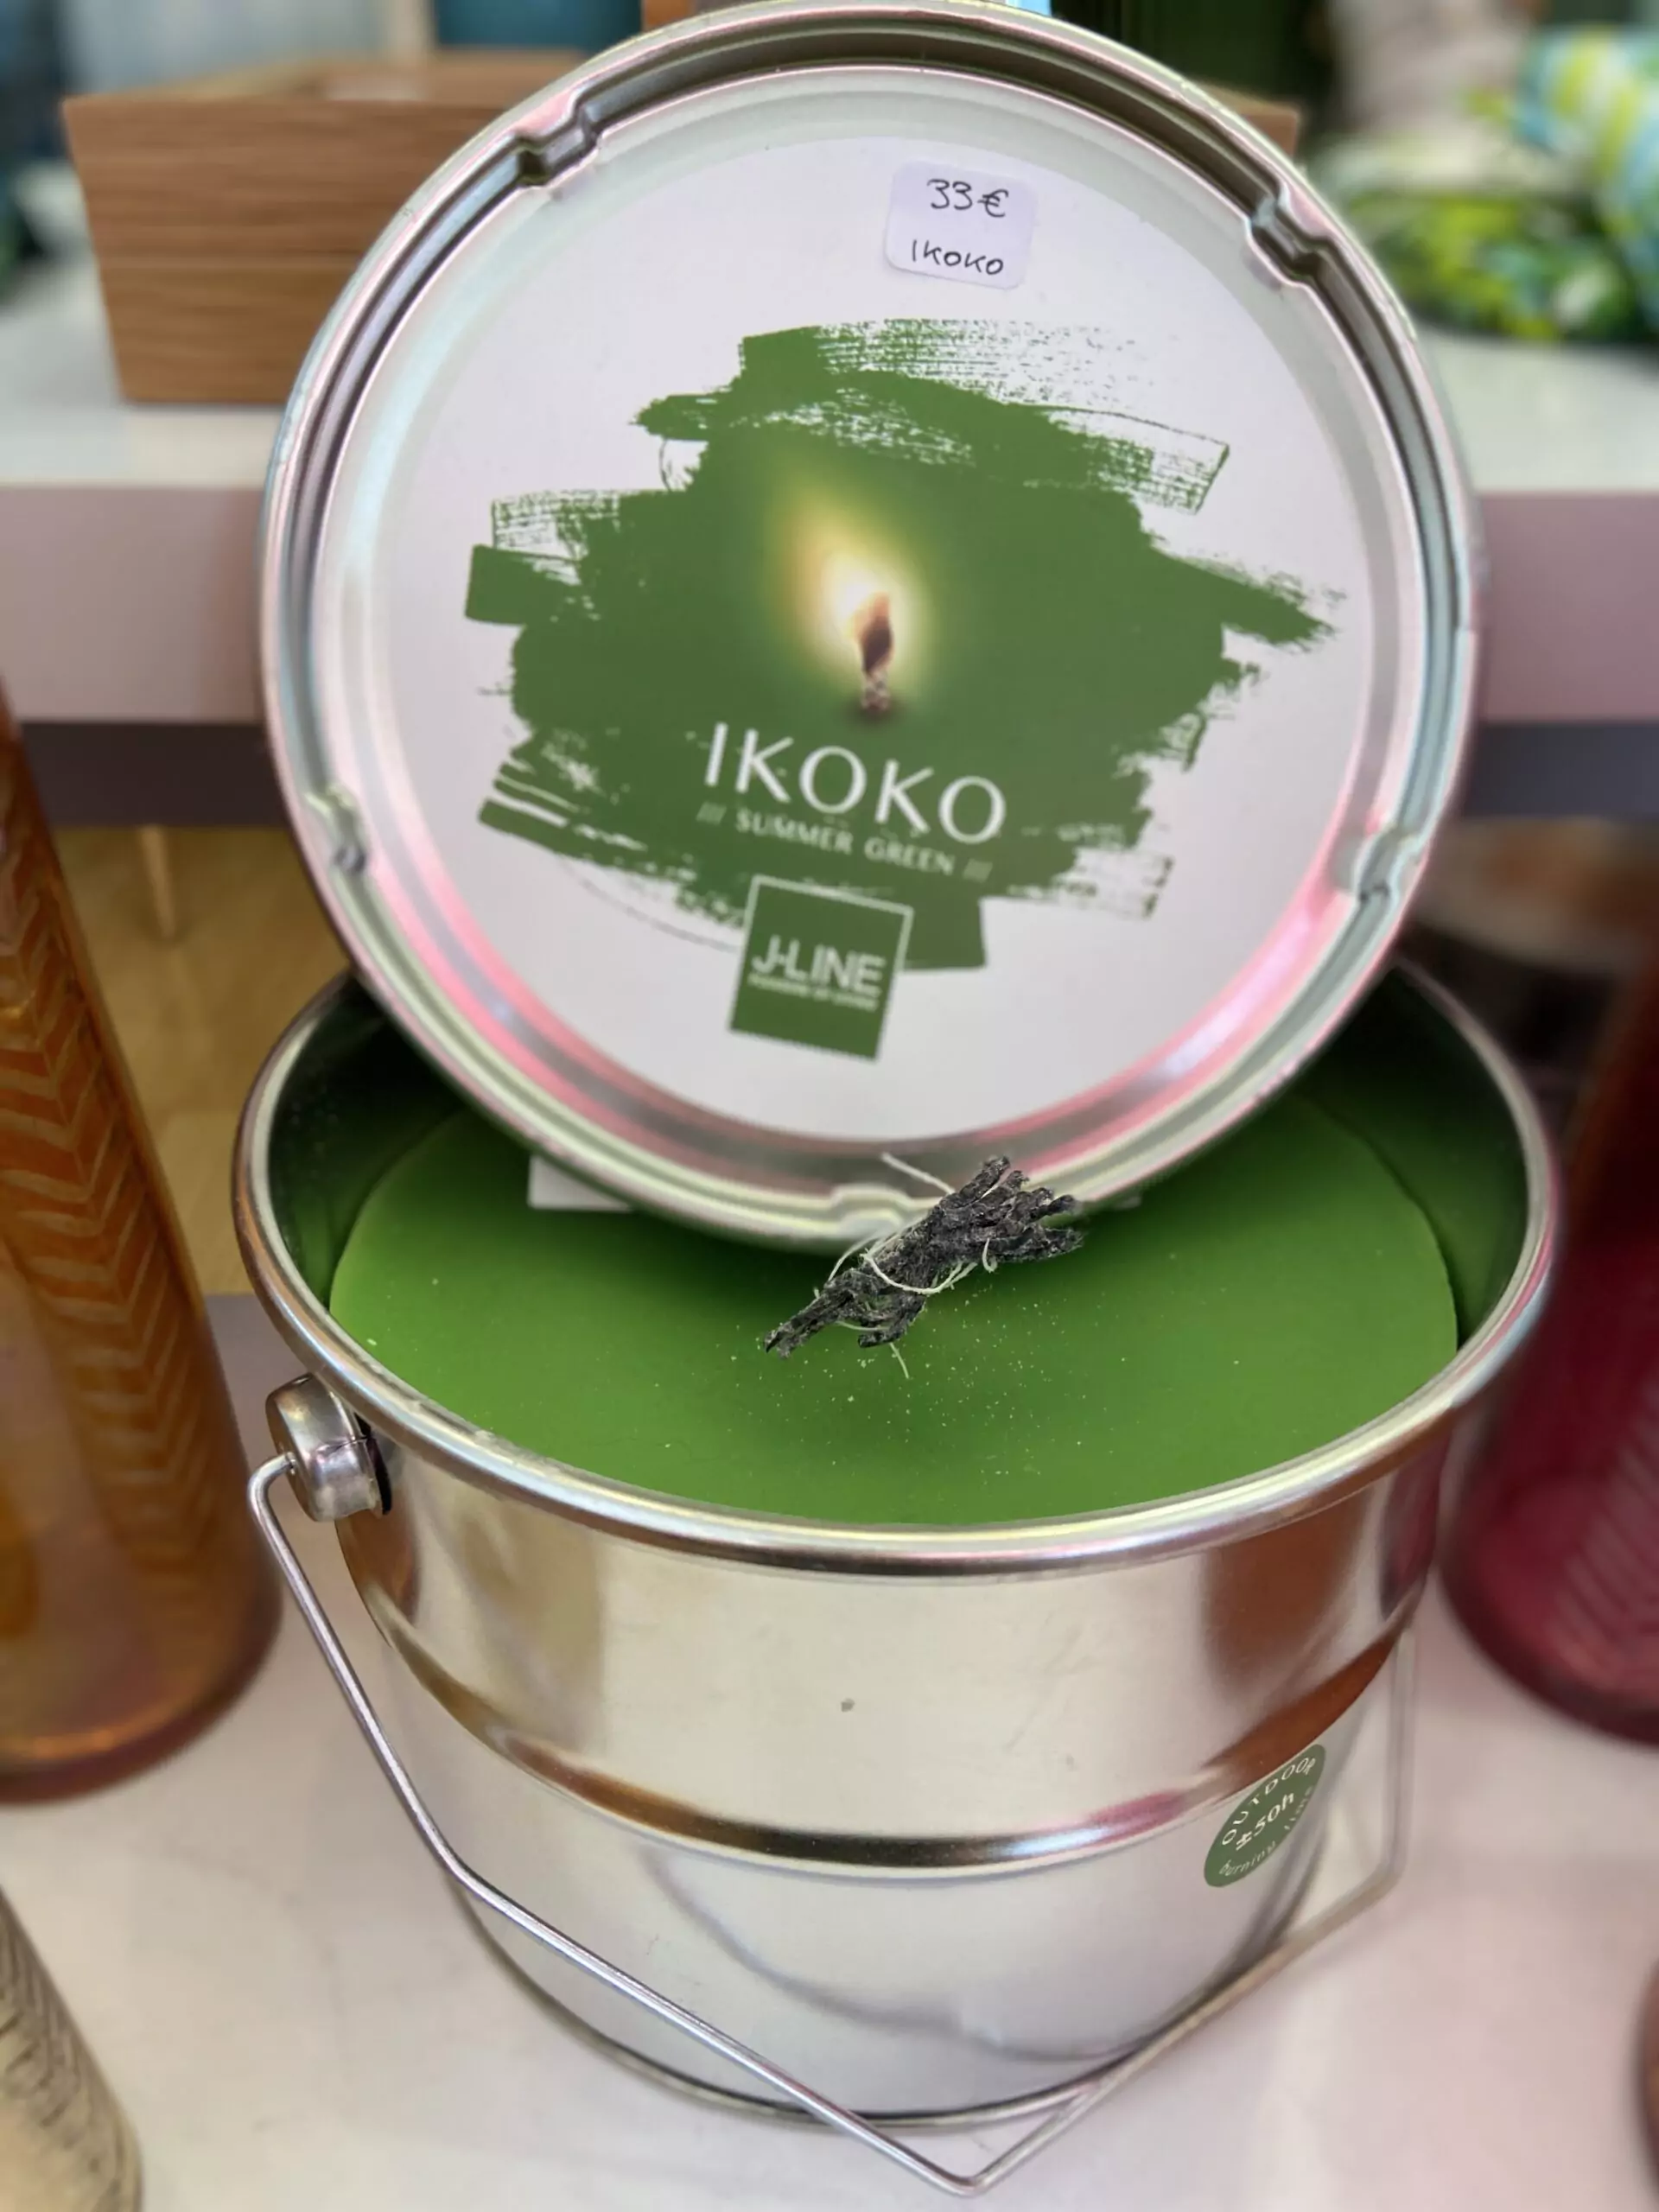 33€
IKOKO
IKOKO
/// SUMMER GREEN ///
J-LINE
OUTDOOR
±50h
burning time